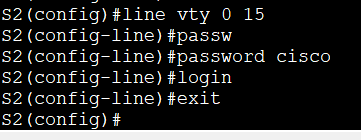 S2(config)#line vty 0 15
S2(config-line)#passw
S2(config-line)#password cisco
S2(config-line)#login
S2(config-line)#exit
S2(config)#